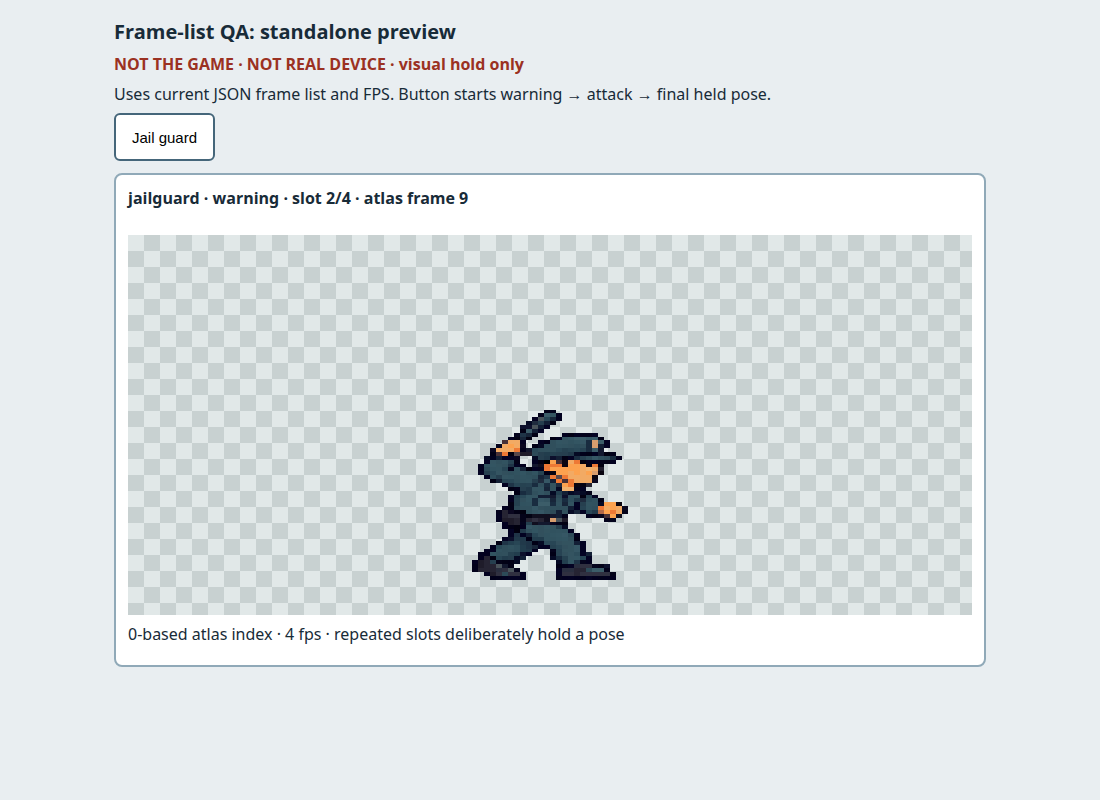 Frame-list QA: standalone preview
NOT THE GAME · NOT REAL DEVICE · visual hold only
Uses current JSON frame list and FPS. Button starts warning → attack → final held pose.
Jail guard
jailguard · warning · slot 2/4 · atlas frame 9
0-based atlas index · 4 fps · repeated slots deliberately hold a pose